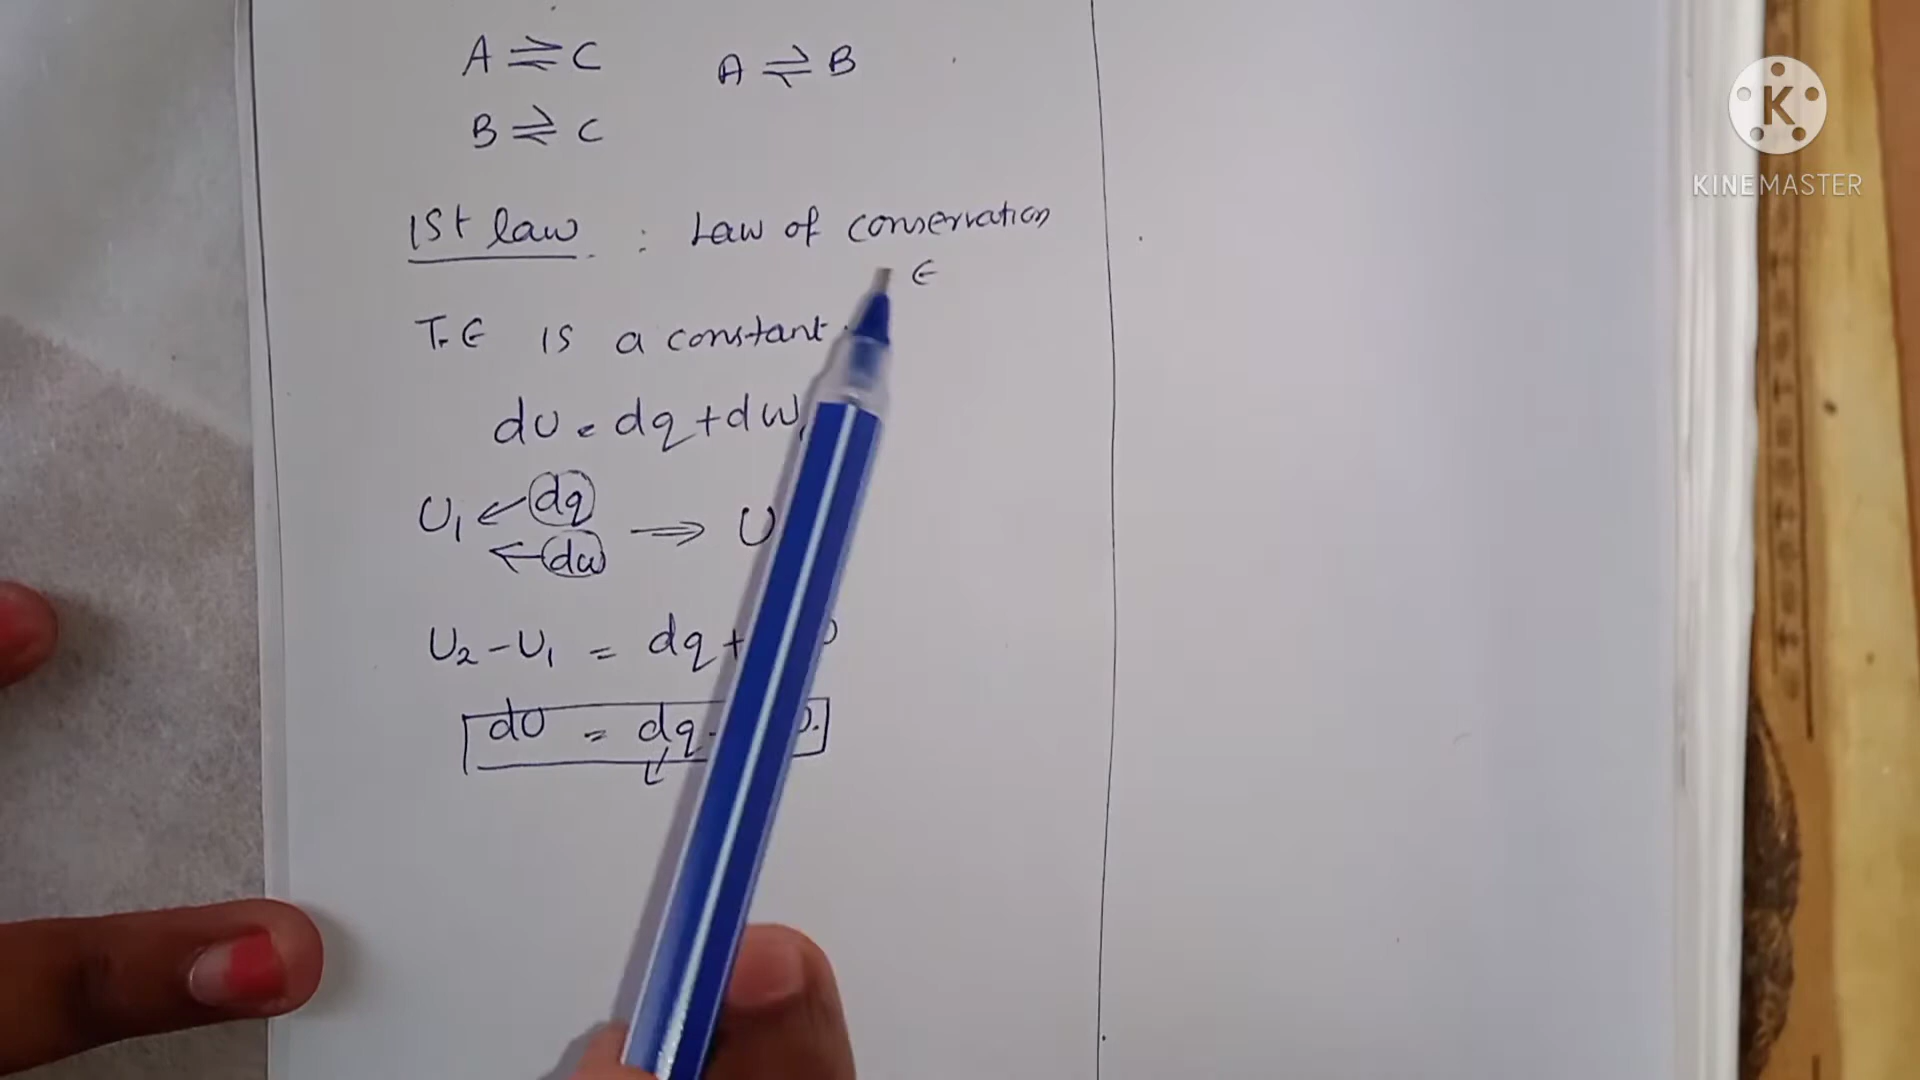 A ⇌ C A ⇌ B
B ⇌ C
1st law : Law of conservation
E
T.E is a constant
dU = dq + dw
U₁ ← dq
← dw ⇒ U
U₂ - U₁ = dq +
dU = dq
K
KINEMASTER